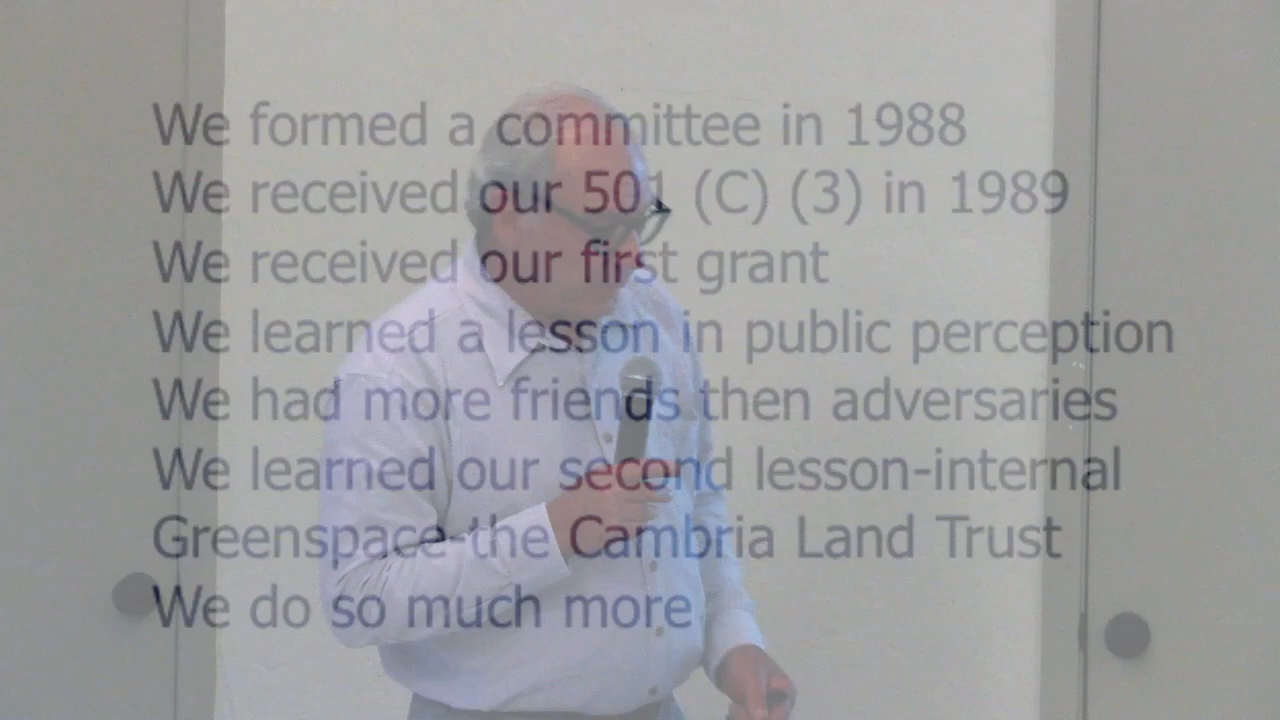 We formed a committee in 1988
We received our 501 (C) (3) in 1989
We received our first grant
We learned a lesson in public perception
We had more friends then adversaries
We learned our second lesson-internal
Greenspace the Cambria Land Trust
We do so much more